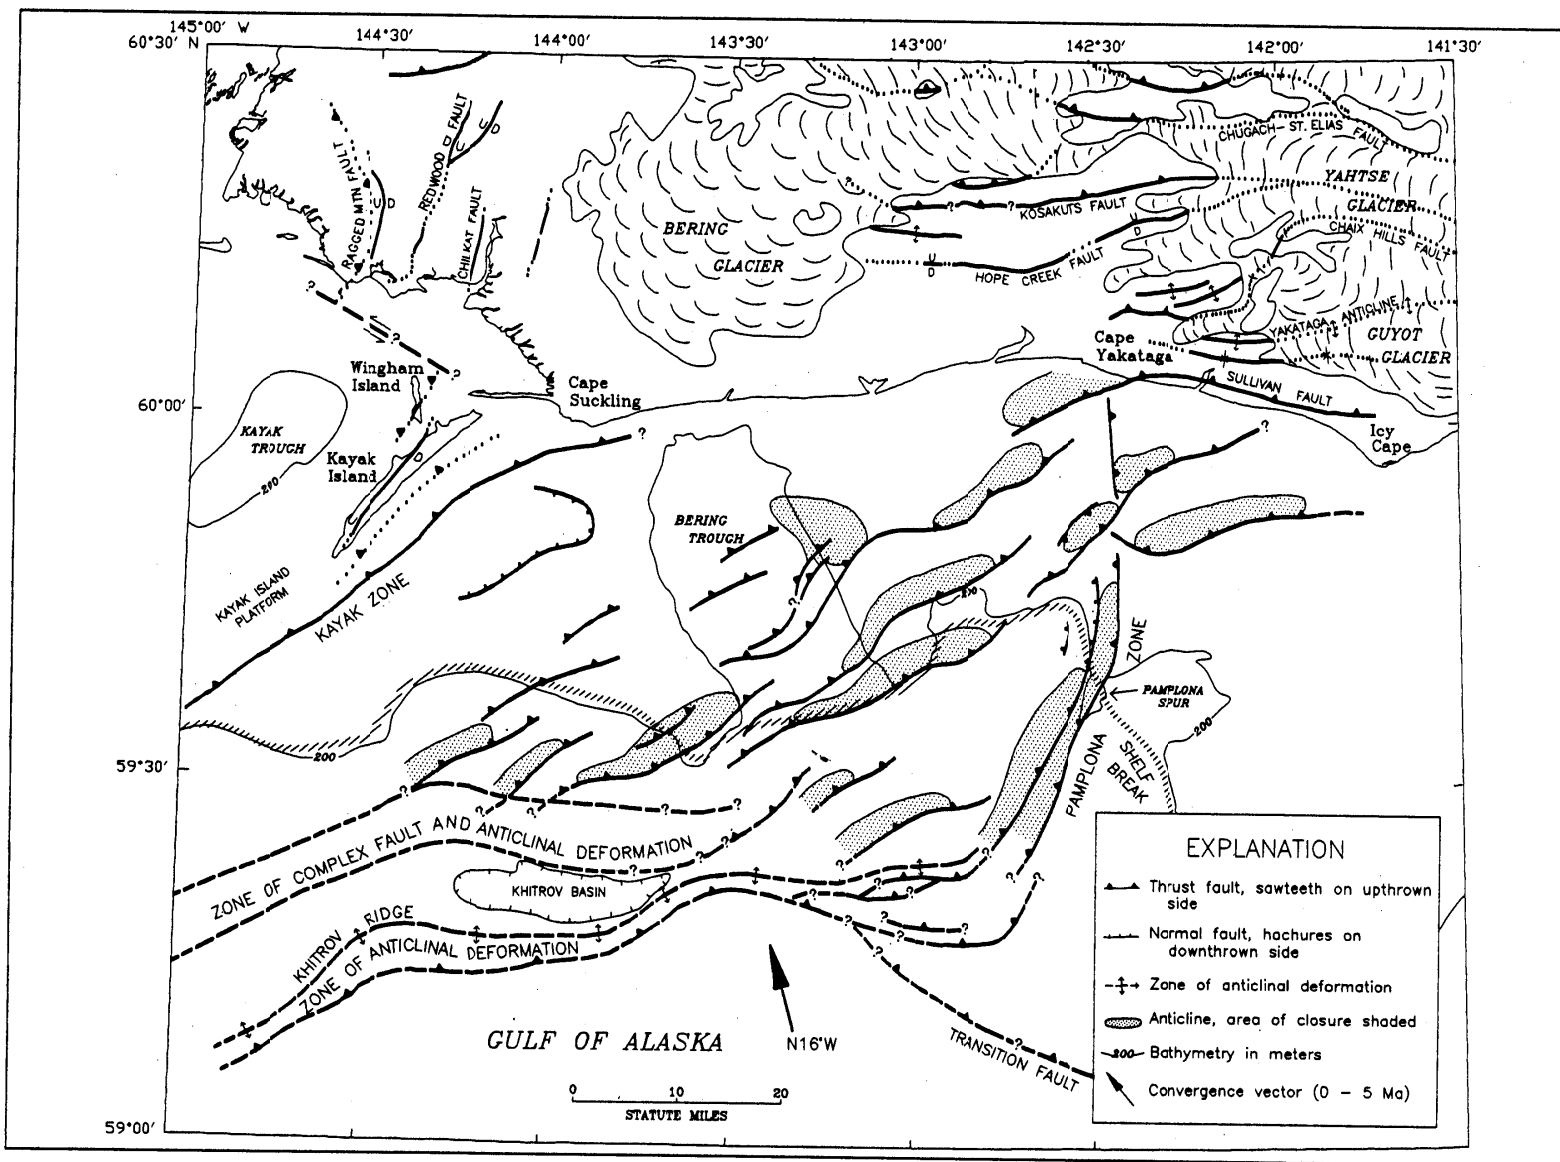 145°00' W
60°30' N
144°30'
144°00'
143°30'
143°00'
142°30'
142°00'
141°30'
CHUGACH-ST. ELIAS FAULT
RAGGED MTN FAULT
U
D
REDWOOD FAULT
U
D
U
D
CHILKAT FAULT
BERING
GLACIER
YAHTSE
GLACIER
KOSAKUTS FAULT
?
?
?
CHAIX HILLS FAULT
HOPE CREEK FAULT
U
D
U
D
YAKATAGA ANTICLINE
GUYOT
GLACIER
Cape
Yakataga
SULLIVAN FAULT
Icy
Cape
?
?
?
Wingham
Island
Cape
Suckling
60°00'
KAYAK
TROUGH
200
Kayak
Island
D
?
?
BERING
TROUGH
KAYAK ISLAND
PLATFORM
KAYAK ZONE
?
200
PAMPLONA ZONE
PAMPLONA
SPUR
200
SHELF
BREAK
200
59°30'
?
?
?
?
?
ZONE OF COMPLEX FAULT AND ANTICLINAL DEFORMATION
?
?
?
?
?
?
?
KHITROV BASIN
KHITROV RIDGE
ZONE OF ANTICLINAL DEFORMATION
?
?
?
?
?
?
?
?
?
?
N16°W
GULF OF ALASKA
TRANSITION FAULT
0 10 20
STATUTE MILES
59°00'
EXPLANATION
Thrust fault, sawteeth on upthrown
side
Normal fault, hachures on
downthrown side
Zone of anticlinal deformation
Anticline, area of closure shaded
200 Bathymetry in meters
Convergence vector (0 – 5 Ma)